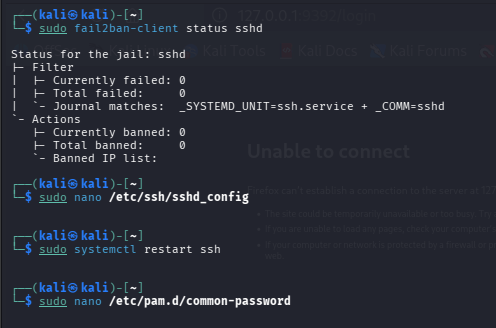 127.0.0.1
┌──(kali㉿kali)-[~]
└─$ sudo fail2ban-client status sshd
Kali Tools Kali Docs Kali Forums
Status for the jail: sshd
├─ Filter
│  ├─ Currently failed: 0
│  ├─ Total failed:     0
│  `- Journal matches:  _SYSTEMD_UNIT=ssh.service + _COMM=sshd
`- Actions
   ├─ Currently banned: 0
   ├─ Total banned:     0
   `- Banned IP list:
Unable to connect
┌──(kali㉿kali)-[~]
└─$ sudo nano /etc/ssh/sshd_config
┌──(kali㉿kali)-[~]
└─$ sudo systemctl restart ssh
┌──(kali㉿kali)-[~]
└─$ sudo nano /etc/pam.d/common-password